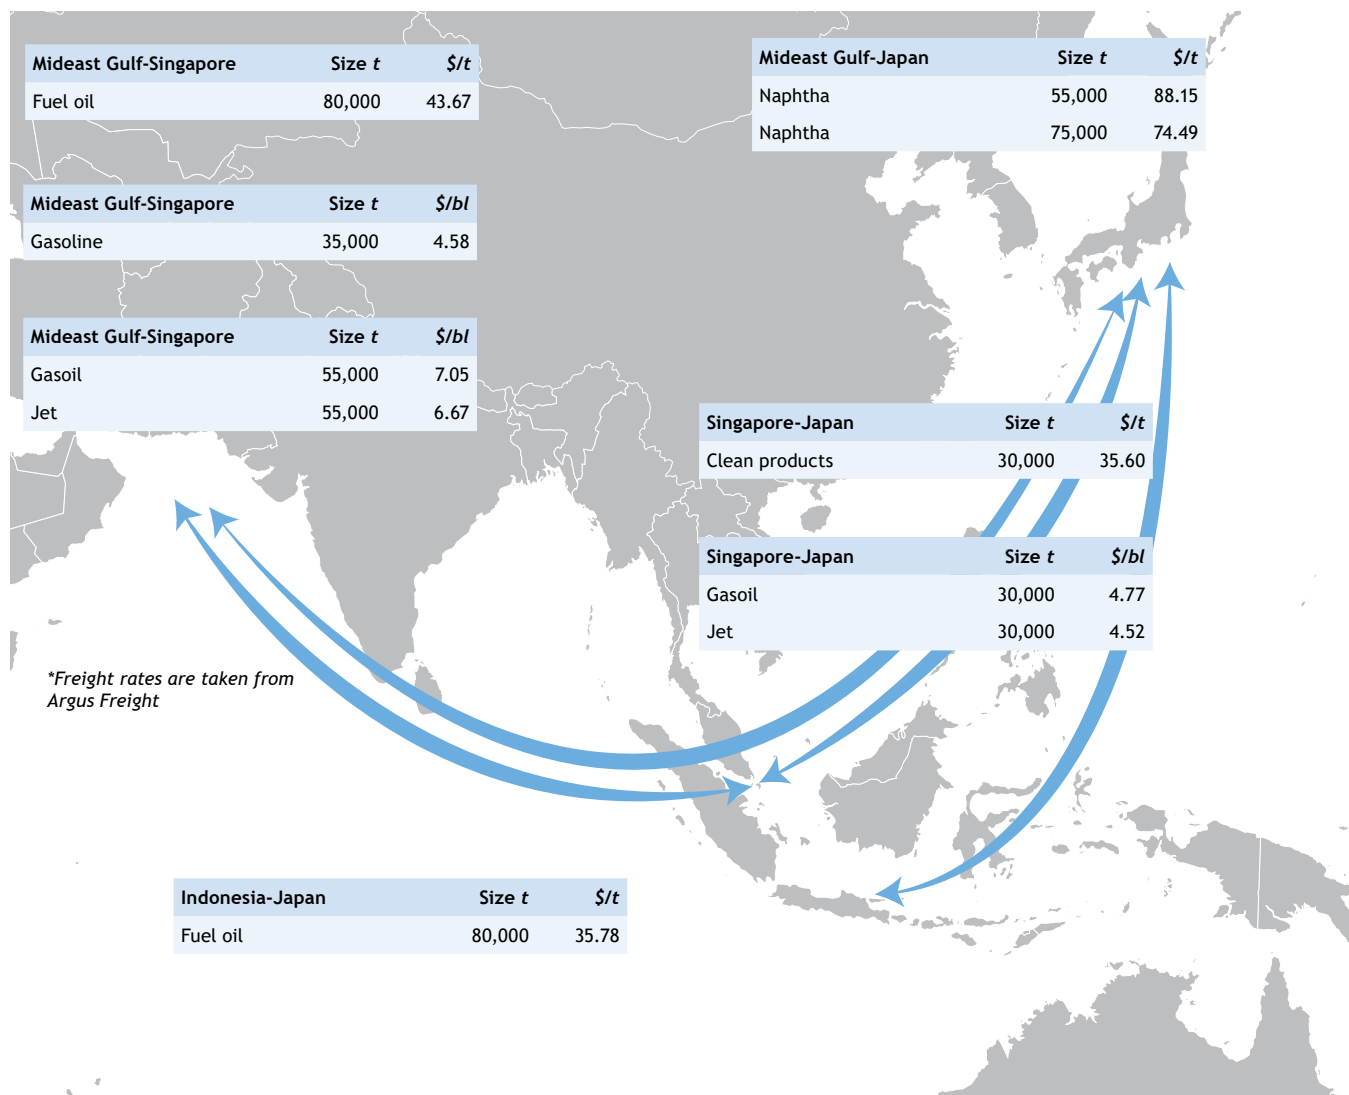 Mideast Gulf-Singapore Size t $/t
Fuel oil 80,000 43.67
Mideast Gulf-Japan Size t $/t
Naphtha 55,000 88.15
Naphtha 75,000 74.49
Mideast Gulf-Singapore Size t $/bl
Gasoline 35,000 4.58
Mideast Gulf-Singapore Size t $/bl
Gasoil 55,000 7.05
Jet 55,000 6.67
Singapore-Japan Size t $/t
Clean products 30,000 35.60
Singapore-Japan Size t $/bl
Gasoil 30,000 4.77
Jet 30,000 4.52
*Freight rates are taken from
Argus Freight
Indonesia-Japan Size t $/t
Fuel oil 80,000 35.78